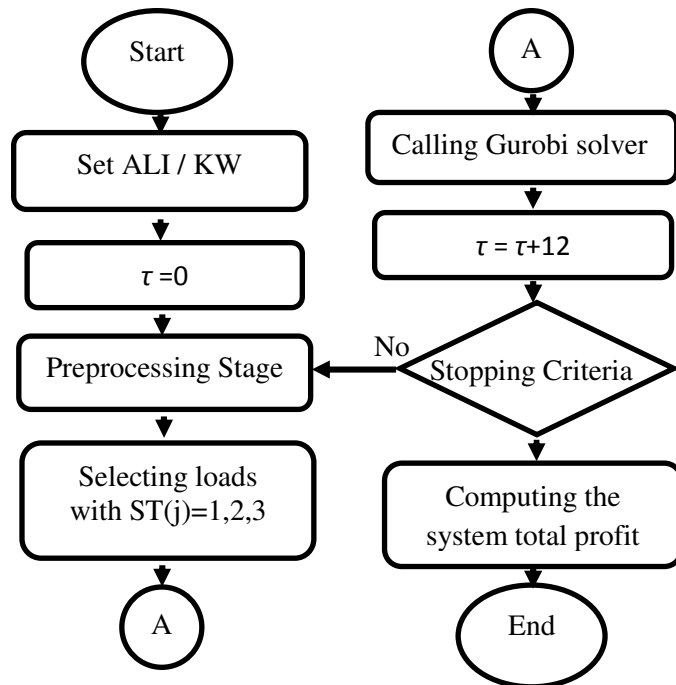 Start
Set ALI / KW
τ =0
Preprocessing Stage
Selecting loads
with ST(j)=1,2,3
A
A
Calling Gurobi solver
τ = τ+12
No
Stopping Criteria
Computing the
system total profit
End